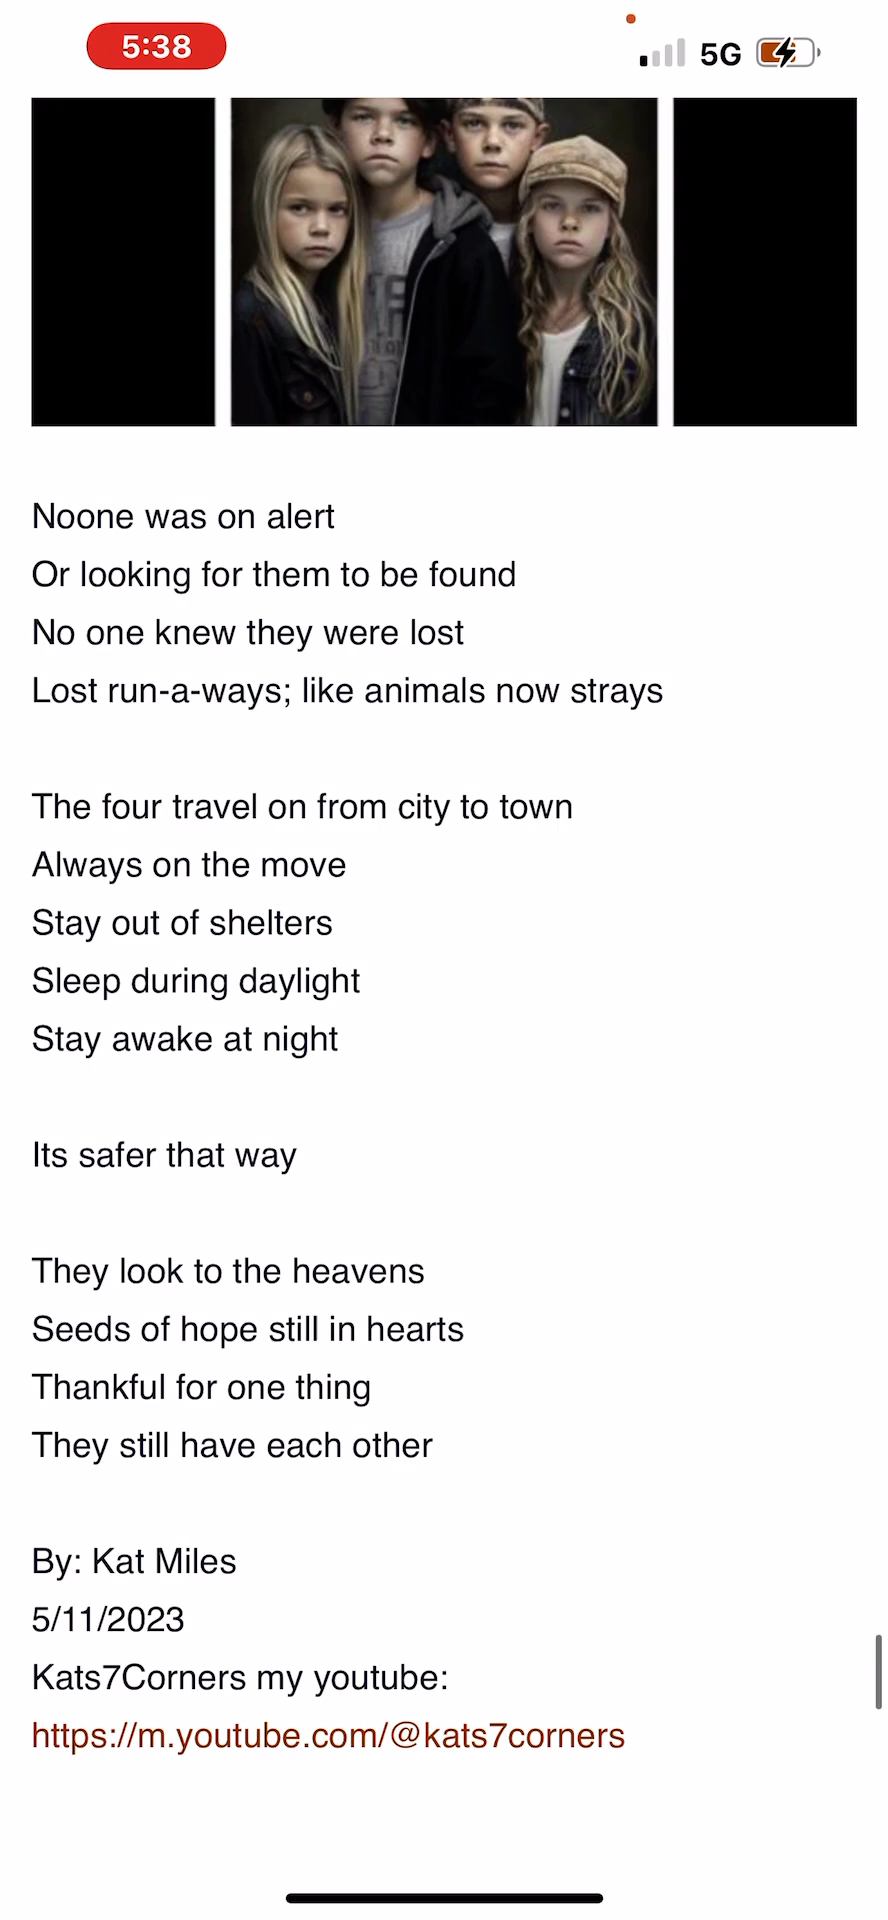 5:38
5G
Noone was on alert
Or looking for them to be found
No one knew they were lost
Lost run-a-ways; like animals now strays
The four travel on from city to town
Always on the move
Stay out of shelters
Sleep during daylight
Stay awake at night
Its safer that way
They look to the heavens
Seeds of hope still in hearts
Thankful for one thing
They still have each other
By: Kat Miles
5/11/2023
Kats7Corners my youtube:
https://m.youtube.com/@kats7corners